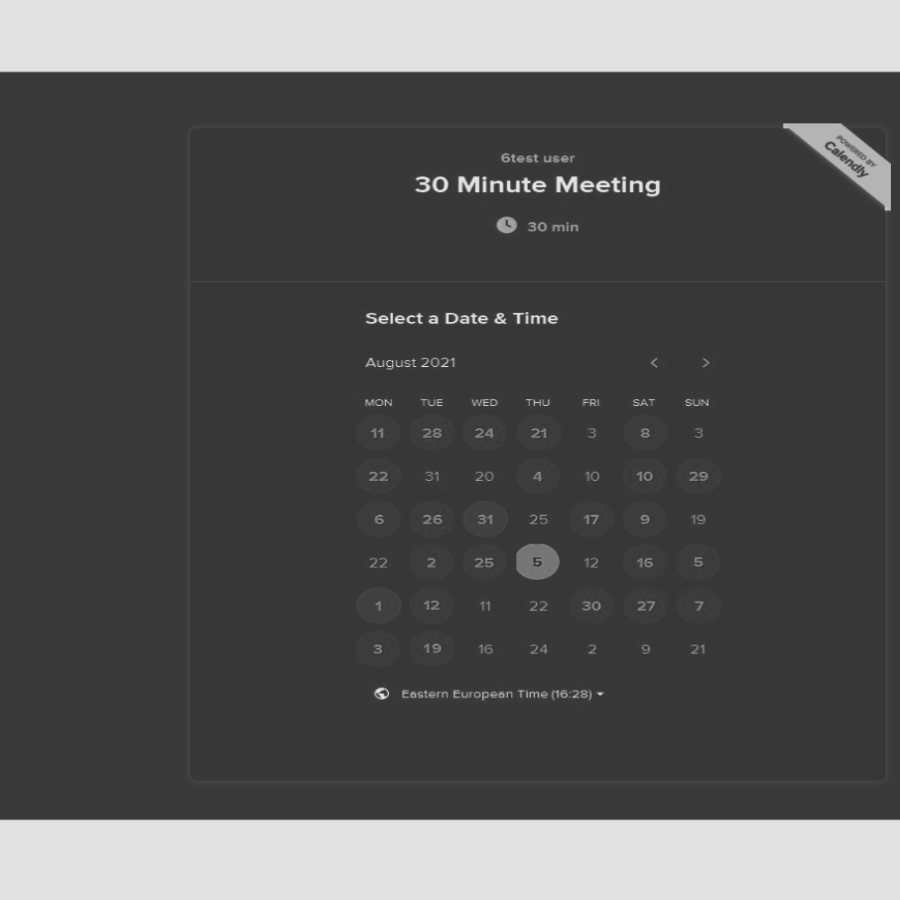 POWERED BY
Calendly
6test user
30 Minute Meeting
30 min
Select a Date & Time
August 2021
MON TUE WED THU FRI SAT SUN
11 28 24 21 3 8 3
22 31 20 4 10 10 29
6 26 31 25 17 9 19
22 2 25 5 12 16 5
1 12 11 22 30 27 7
3 19 16 24 2 9 21
Eastern European Time (16:28)